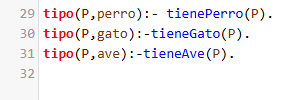 29 tipo(P,perro):- tienePerro(P).
30 tipo(P,gato):-tieneGato(P).
31 tipo(P,ave):-tieneAve(P).
32